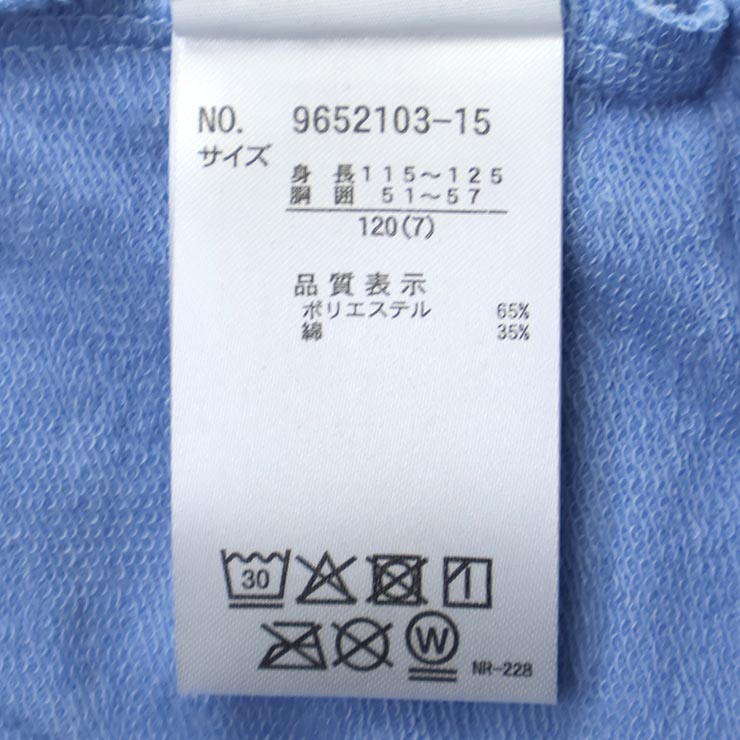 NO. 9652103-15
サイズ
身長115～125
胴囲 51～57
120(7)
品質表示
ポリエステル 65%
綿 35%
30
W
NR-228